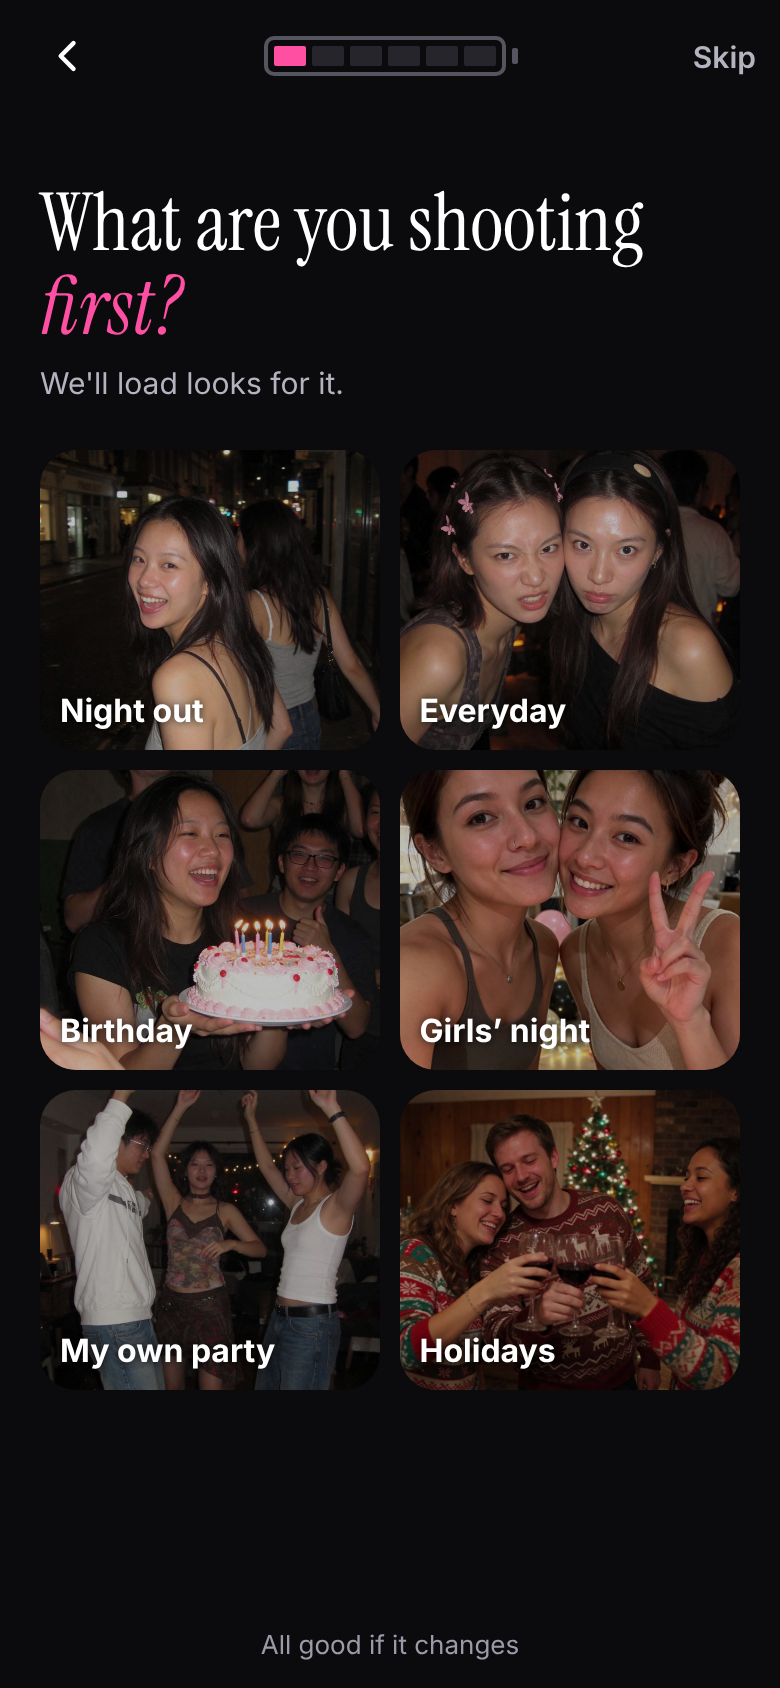 Skip
What are you shooting
first?
We'll load looks for it.
Night out
Everyday
Birthday
Girls’ night
My own party
Holidays
All good if it changes